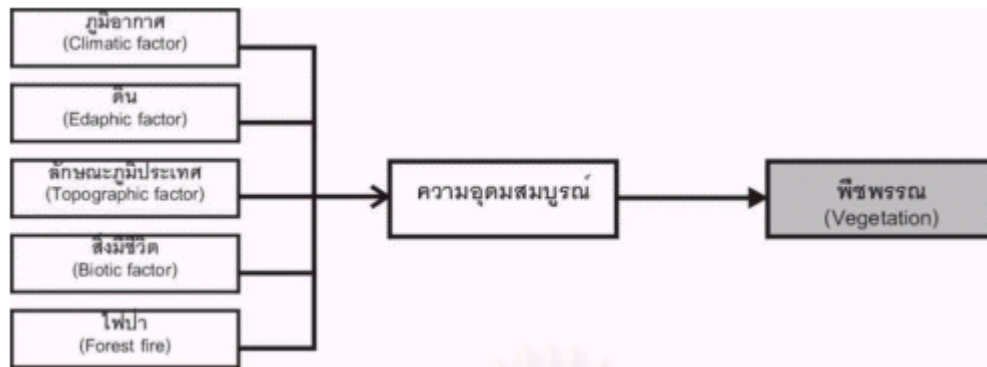 ภูมิอากาศ
(Climatic factor)
ดิน
(Edaphic factor)
ลักษณะภูมิประเทศ
(Topographic factor)
สิ่งมีชีวิต
(Biotic factor)
ไฟป่า
(Forest fire)
ความอุดมสมบูรณ์
พืชพรรณ
(Vegetation)